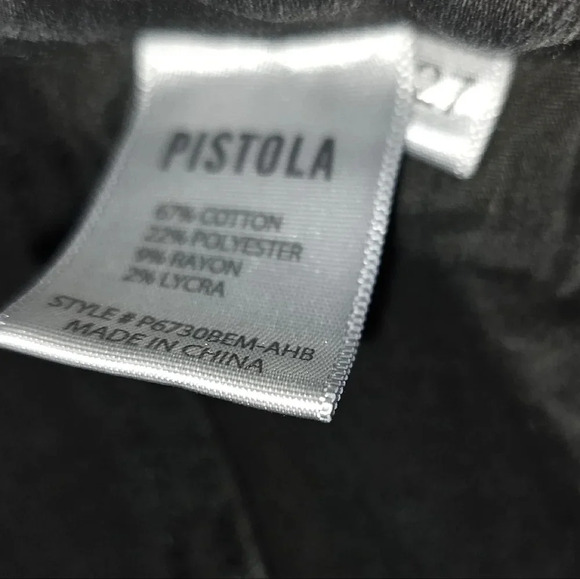 PISTOLA
67% COTTON
22% POLYESTER
9% RAYON
2% LYCRA
STYLE # P6730BEM-AHB
MADE IN CHINA
27